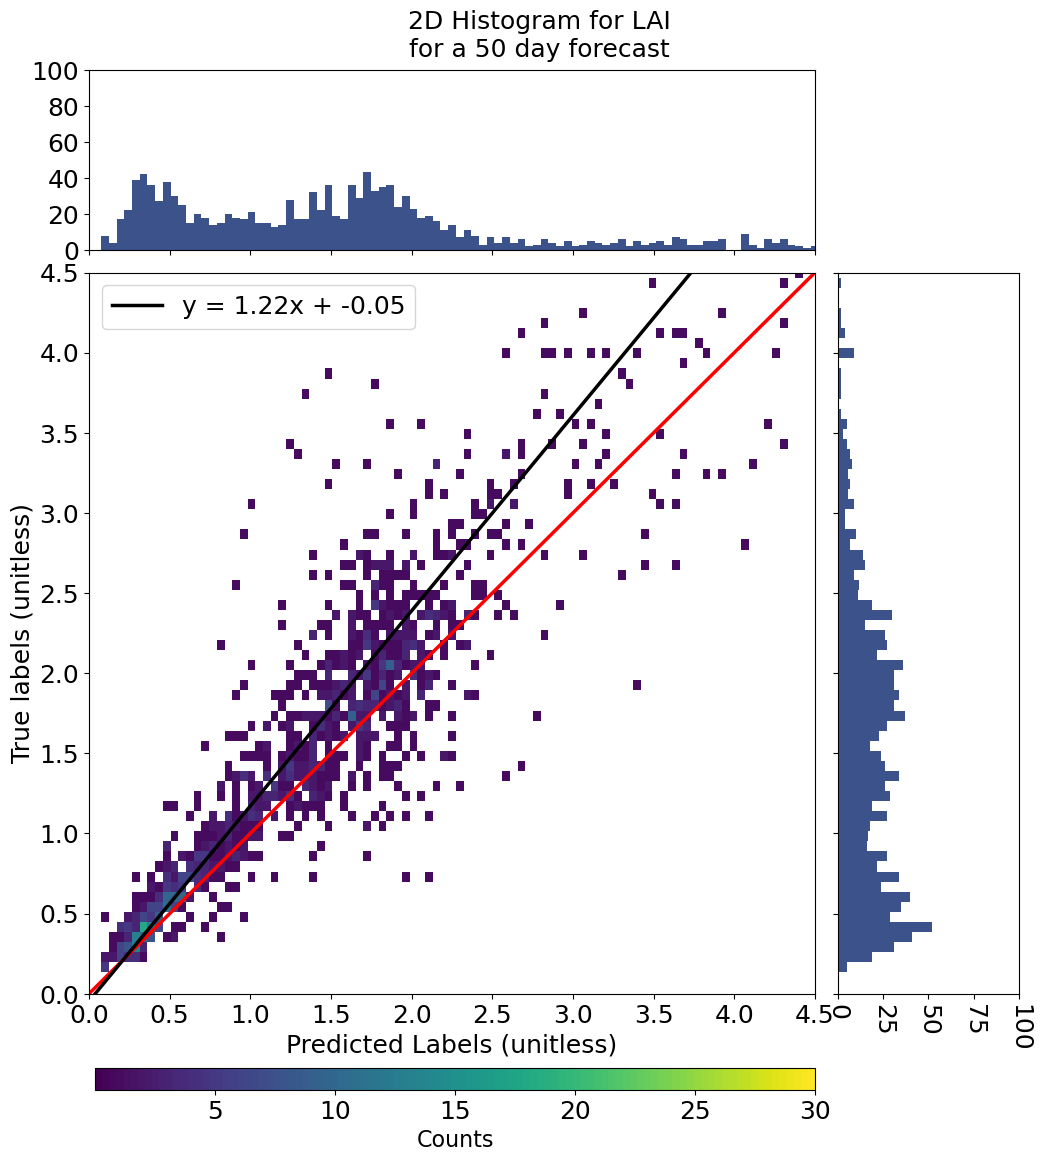 2D Histogram for LAI
for a 50 day forecast
100
80
60
40
20
0
4.5
4.0
3.5
3.0
2.5
2.0
1.5
1.0
0.5
0.0
y = 1.22x + -0.05
True labels (unitless)
0.0 0.5 1.0 1.5 2.0 2.5 3.0 3.5 4.0 4.5
0 25 50 75 100
Predicted Labels (unitless)
5 10 15 20 25 30
Counts